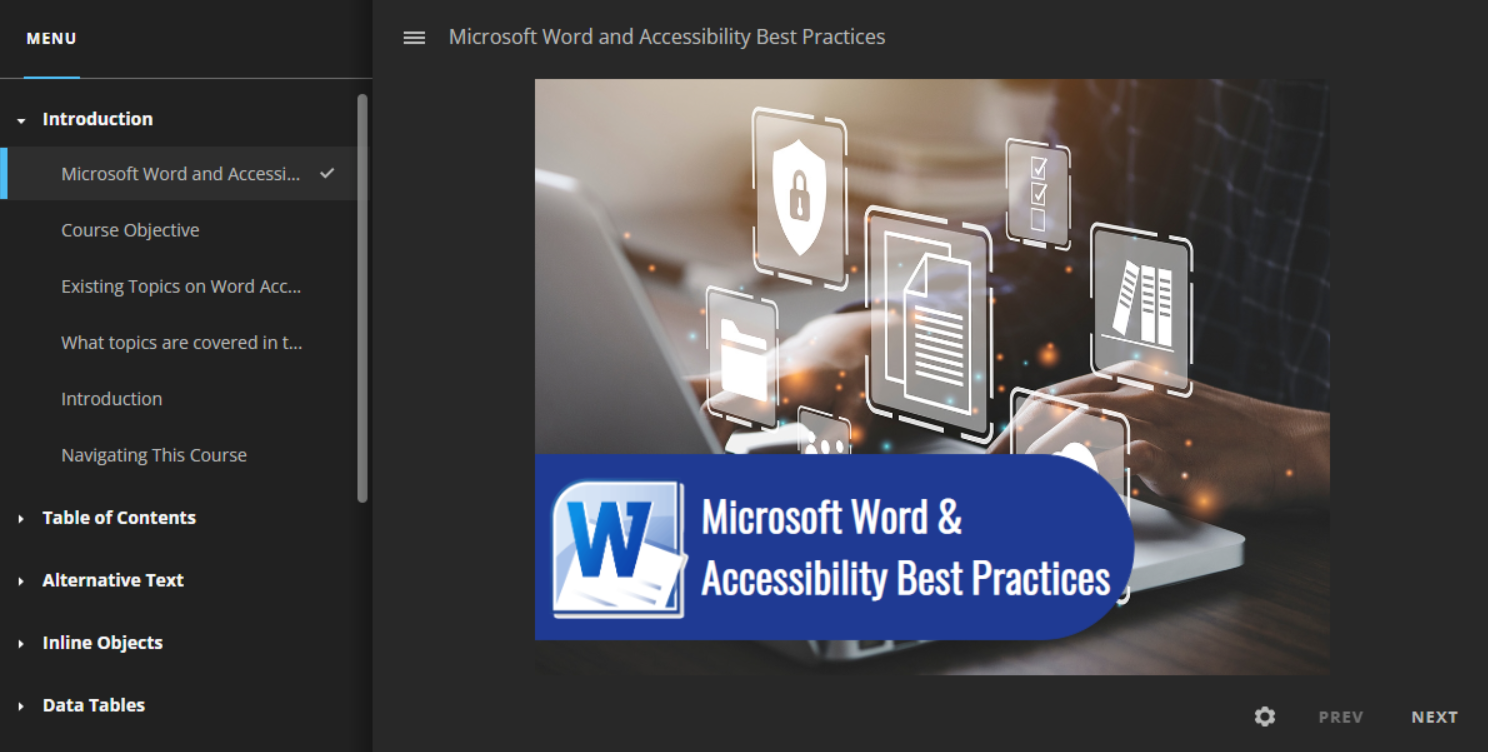 MENU
Introduction
Microsoft Word and Accessi...
Course Objective
Existing Topics on Word Acc...
What topics are covered in t...
Introduction
Navigating This Course
Table of Contents
Alternative Text
Inline Objects
Data Tables
Microsoft Word and Accessibility Best Practices
W
Microsoft Word &
Accessibility Best Practices
PREV
NEXT